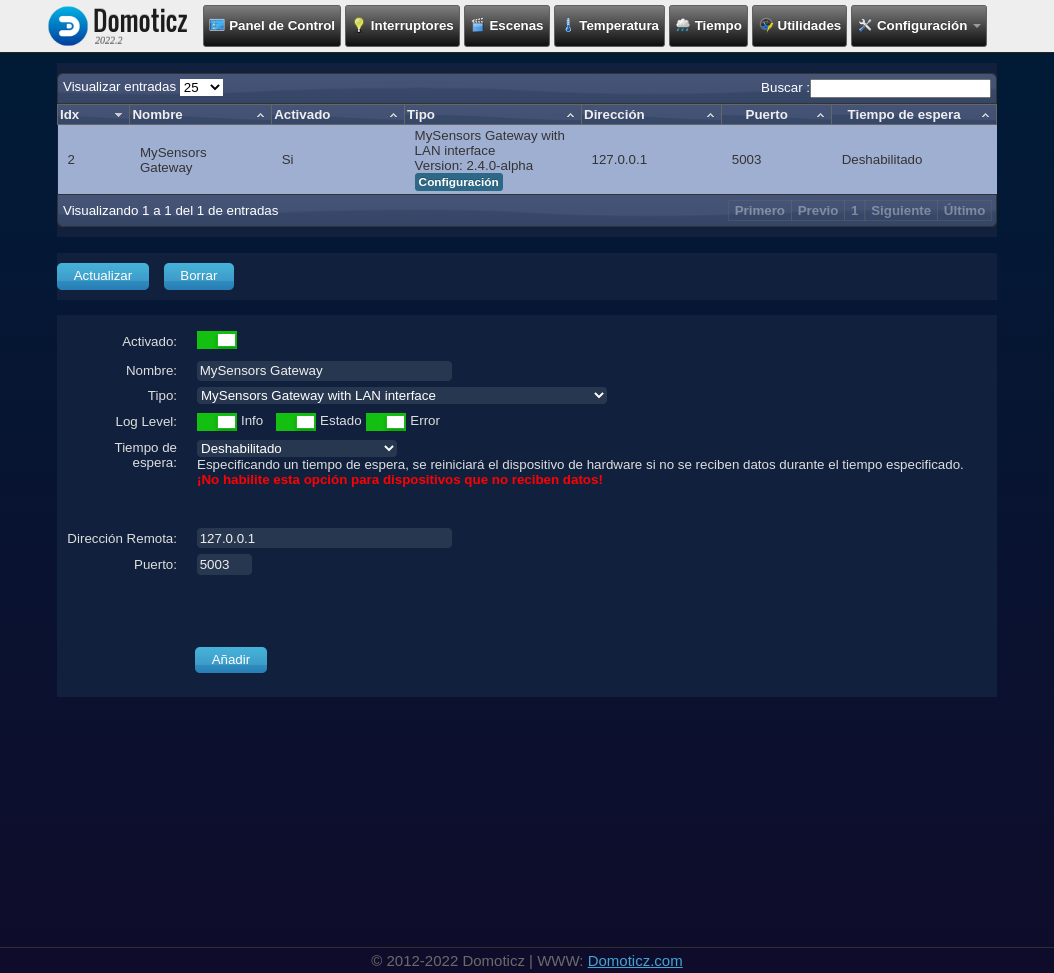 Domoticz
2022.2
Panel de Control Interruptores Escenas Temperatura Tiempo Utilidades Configuración
Visualizar entradas 25 Buscar :
Idx Nombre Activado Tipo Dirección Puerto Tiempo de espera
2 MySensors Gateway Si MySensors Gateway with LAN interface Version: 2.4.0-alpha Configuración 127.0.0.1 5003 Deshabilitado
Visualizando 1 a 1 del 1 de entradas Primero Previo 1 Siguiente Último
Actualizar Borrar
Activado:
Nombre: MySensors Gateway
Tipo: MySensors Gateway with LAN interface
Log Level: Info Estado Error
Tiempo de espera: Deshabilitado
Especificando un tiempo de espera, se reiniciará el dispositivo de hardware si no se reciben datos durante el tiempo especificado.
¡No habilite esta opción para dispositivos que no reciben datos!
Dirección Remota: 127.0.0.1
Puerto: 5003
Añadir
© 2012-2022 Domoticz | WWW: Domoticz.com